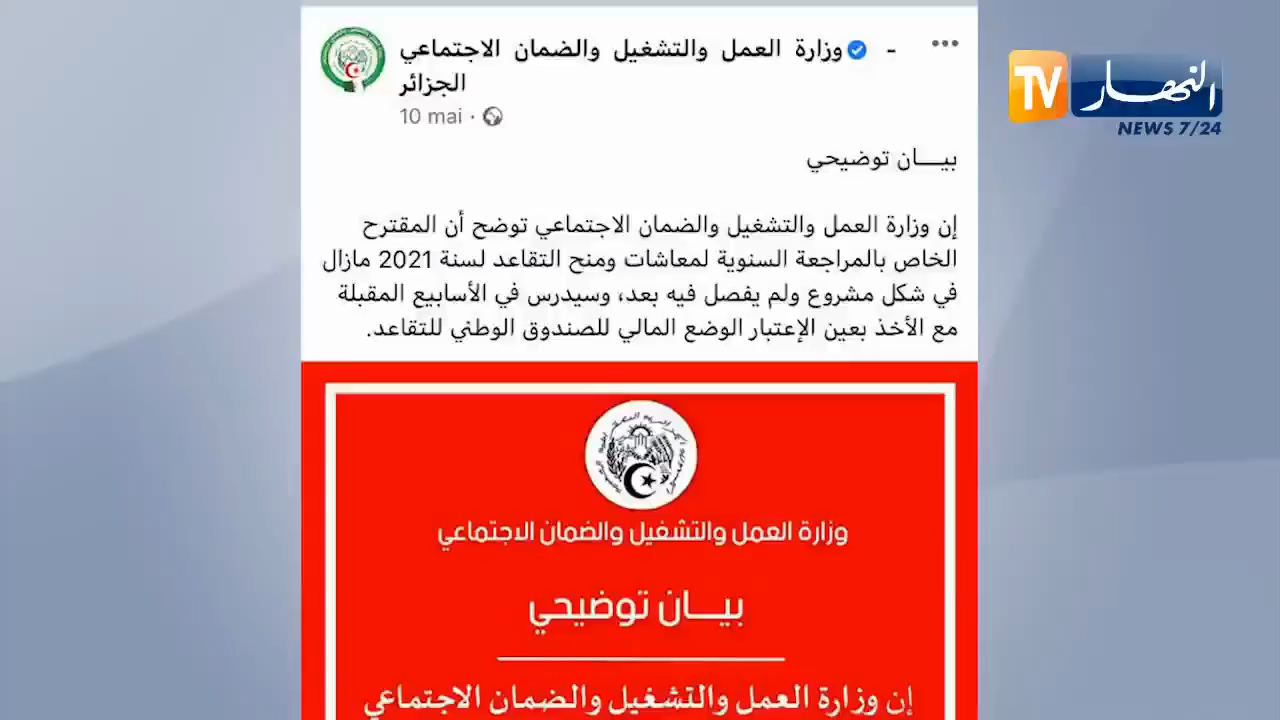 وزارة العمل والتشغيل والضمان الاجتماعي -
الجزائر
10 mai ·
TV النهار
NEWS 7/24
بيـــان توضيحي
إن وزارة العمل والتشغيل والضمان الاجتماعي توضح أن المقترح
الخاص بالمراجعة السنوية لمعاشات ومنح التقاعد لسنة 2021 مازال
في شكل مشروع ولم يفصل فيه بعد، وسيدرس في الأسابيع المقبلة
مع الأخذ بعين الإعتبار الوضع المالي للصندوق الوطني للتقاعد.
وزارة العمل والتشغيل والضمان الاجتماعي
بيـــان توضيحي
إن وزارة العمل والتشغيل والضمان الاجتماعي